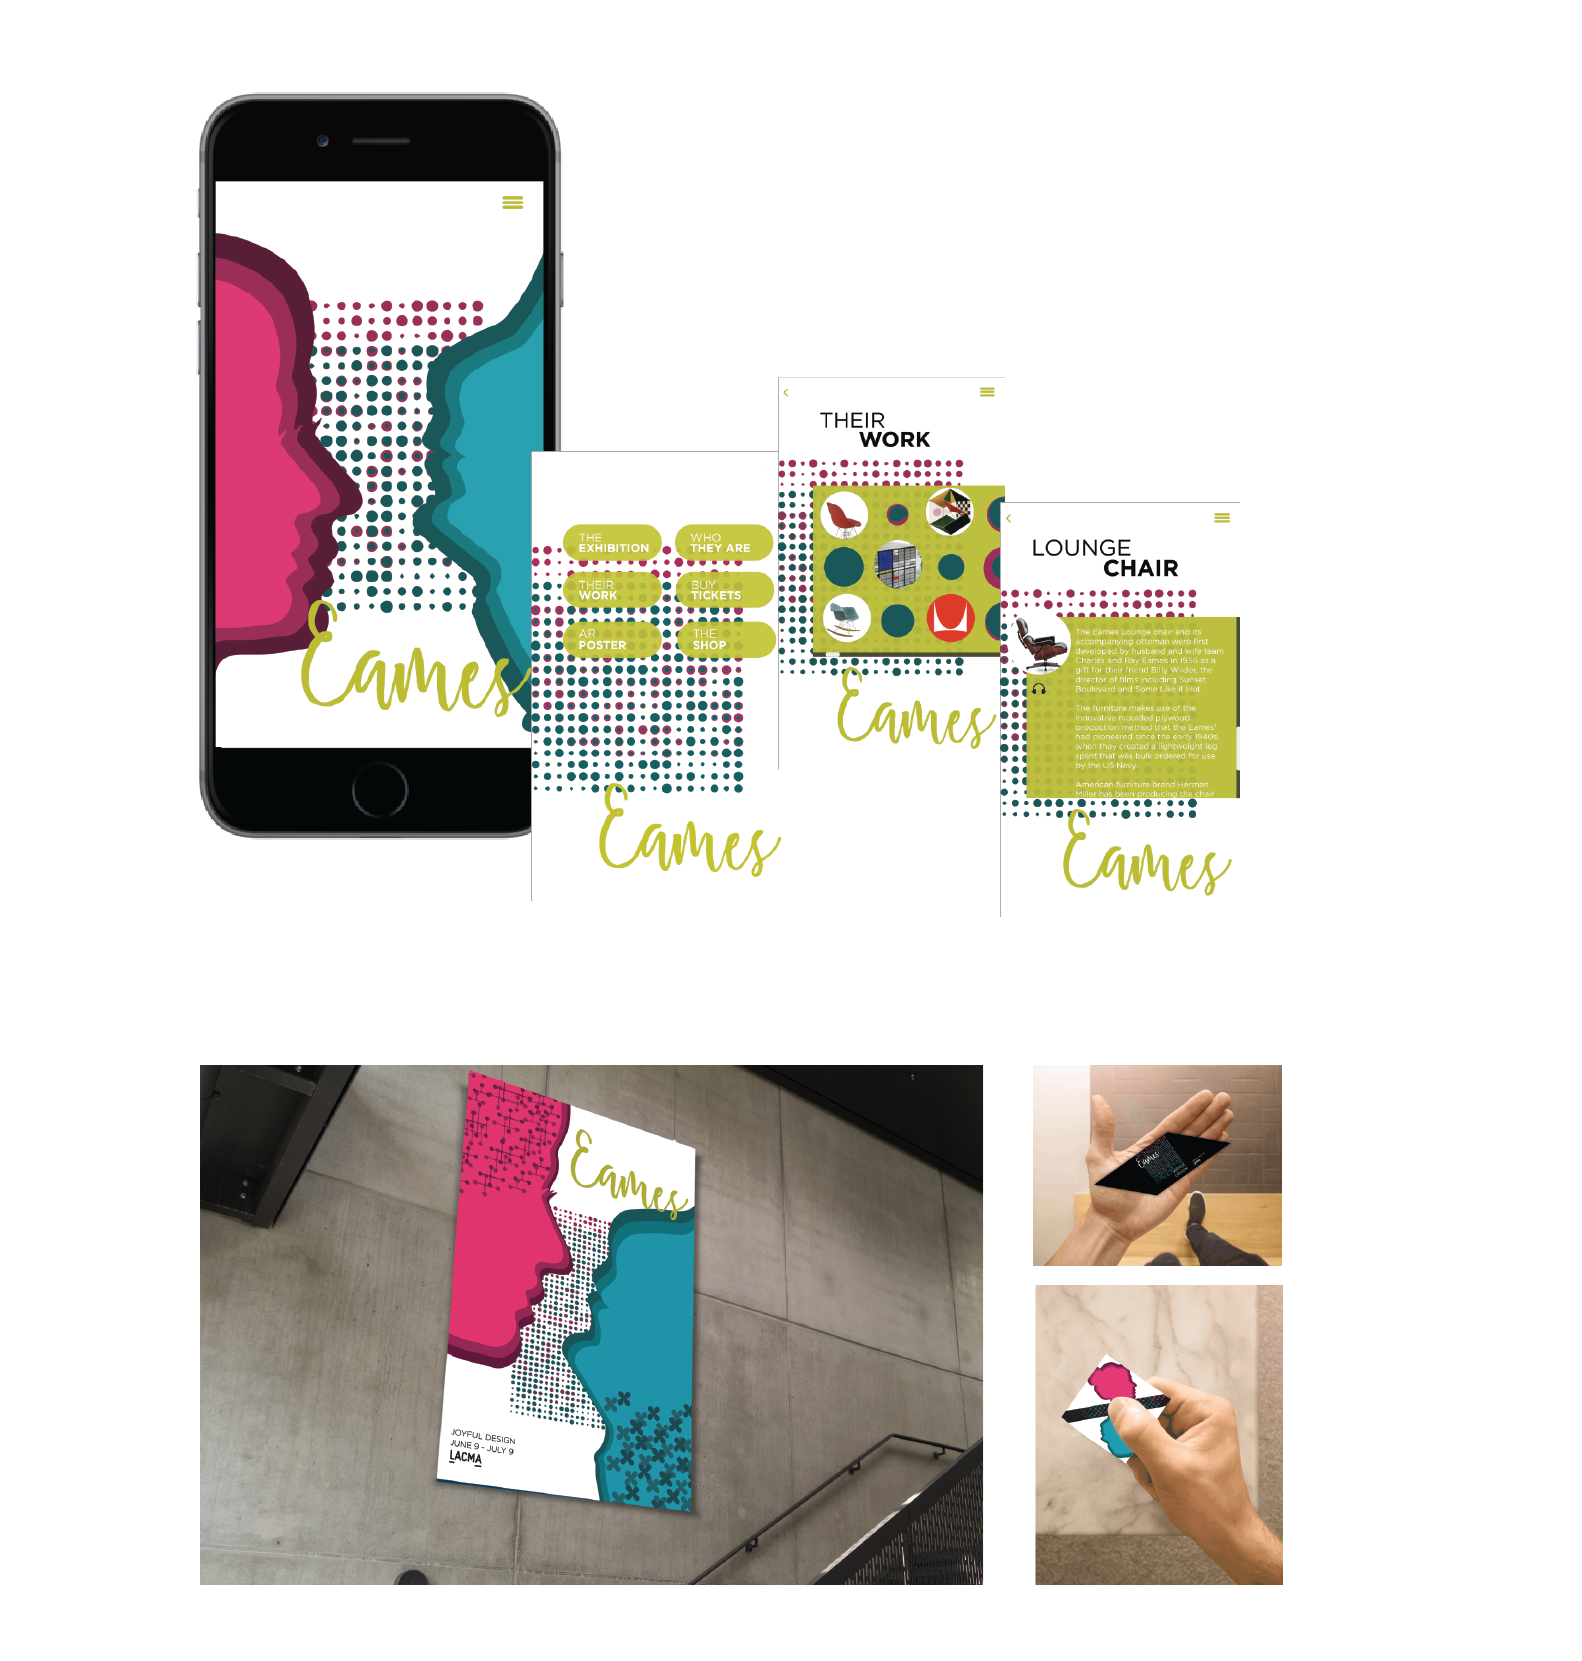 Eames
THE
EXHIBITION
WHO
THEY ARE
THEIR
WORK
BUY
TICKETS
AR
POSTER
THE
SHOP
Eames
THEIR
WORK
Eames
LOUNGE
CHAIR
The Eames Lounge chair and its
accompanying ottoman were first
developed by husband and wife team
Charles and Ray Eames in 1956 as a
gift for their friend Billy Wilder, the
director of films including Sunset
Boulevard and Some Like it Hot.
The furniture makes use of the
innovative moulded plywood
production method that the Eames'
had pioneered since the early 1940s,
when they created a lightweight leg
splint that was bulk ordered for use
by the US Navy.
American furniture brand Herman
Miller has been producing the chair
Eames
Eames
JOYFUL DESIGN
JUNE 9 - JULY 9
LACMA
Eames